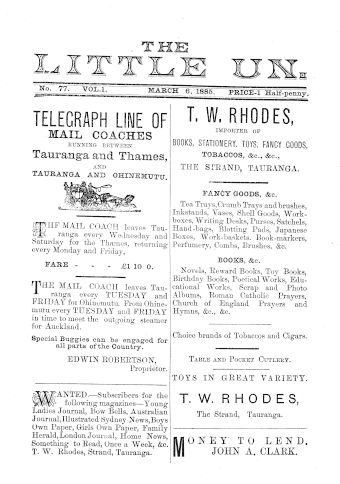 THE
LITTLE UN.
No. 77. VOL.1. MARCH 6, 1885. PRICE-1 Half-penny.
TELEGRAPH LINE OF
MAIL COACHES
RUNNING BETWEEN
Tauranga and Thames,
AND
TAURANGA AND OHINEMUTU.
THE MAIL COACH leaves Tau-
ranga every Wednesday and
Saturday for the Thames, returning
every Monday and Friday.
FARE - - - £1 10 0.
THE MAIL COACH leaves Tau-
ranga every TUESDAY and
FRIDAY for Ohinemutu. From Ohine-
mutu every TUESDAY and FRIDAY
in time to meet the outgoing steamer
for Auckland.
Special Buggies can be engaged for
all parts of the Country.
EDWIN ROBERTSON,
Proprietor.
WANTED.—Subscribers for the
following magazines—Young
Ladies Journal, Bow Bells, Australian
Journal, Illustrated Sydney News, Boys
Own Paper, Girls Own Paper, Family
Herald, London Journal, Home News,
Something to Read, Once a Week, &c.
T. W. Rhodes, Strand, Tauranga.
T. W. RHODES,
IMPORTER OF
BOOKS, STATIONERY, TOYS, FANCY GOODS,
TOBACCOS, &c., &c.,
THE STRAND, TAURANGA.
FANCY GOODS, &c.
Tea Trays, Crumb Trays and brushes,
Inkstands, Vases, Shell Goods, Work-
boxes, Writing Desks, Purses, Satchels,
Hand-bags, Blotting Pads, Japanese
Boxes, Work-baskets, Book-markers,
Perfumery, Combs, Brushes, &c.
BOOKS, &c.
Novels, Reward Books, Toy Books,
Birthday Books, Poetical Works, Edu-
cational Works, Scrap and Photo
Albums, Roman Catholic Prayers,
Church of England Prayers and
Hymns, &c., &c.
Choice brands of Tobaccos and Cigars.
TABLE AND POCKET CUTLERY.
TOYS IN GREAT VARIETY.
T. W. RHODES,
The Strand, Tauranga.
MONEY TO LEND.
JOHN A. CLARK.